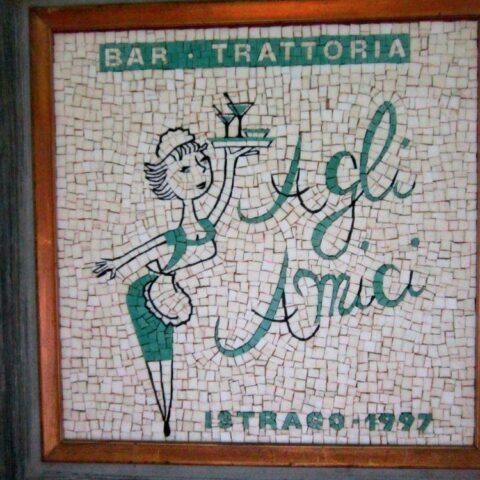 BAR · TRATTORIA
Agli
Amici
ISTRAGO · 1997